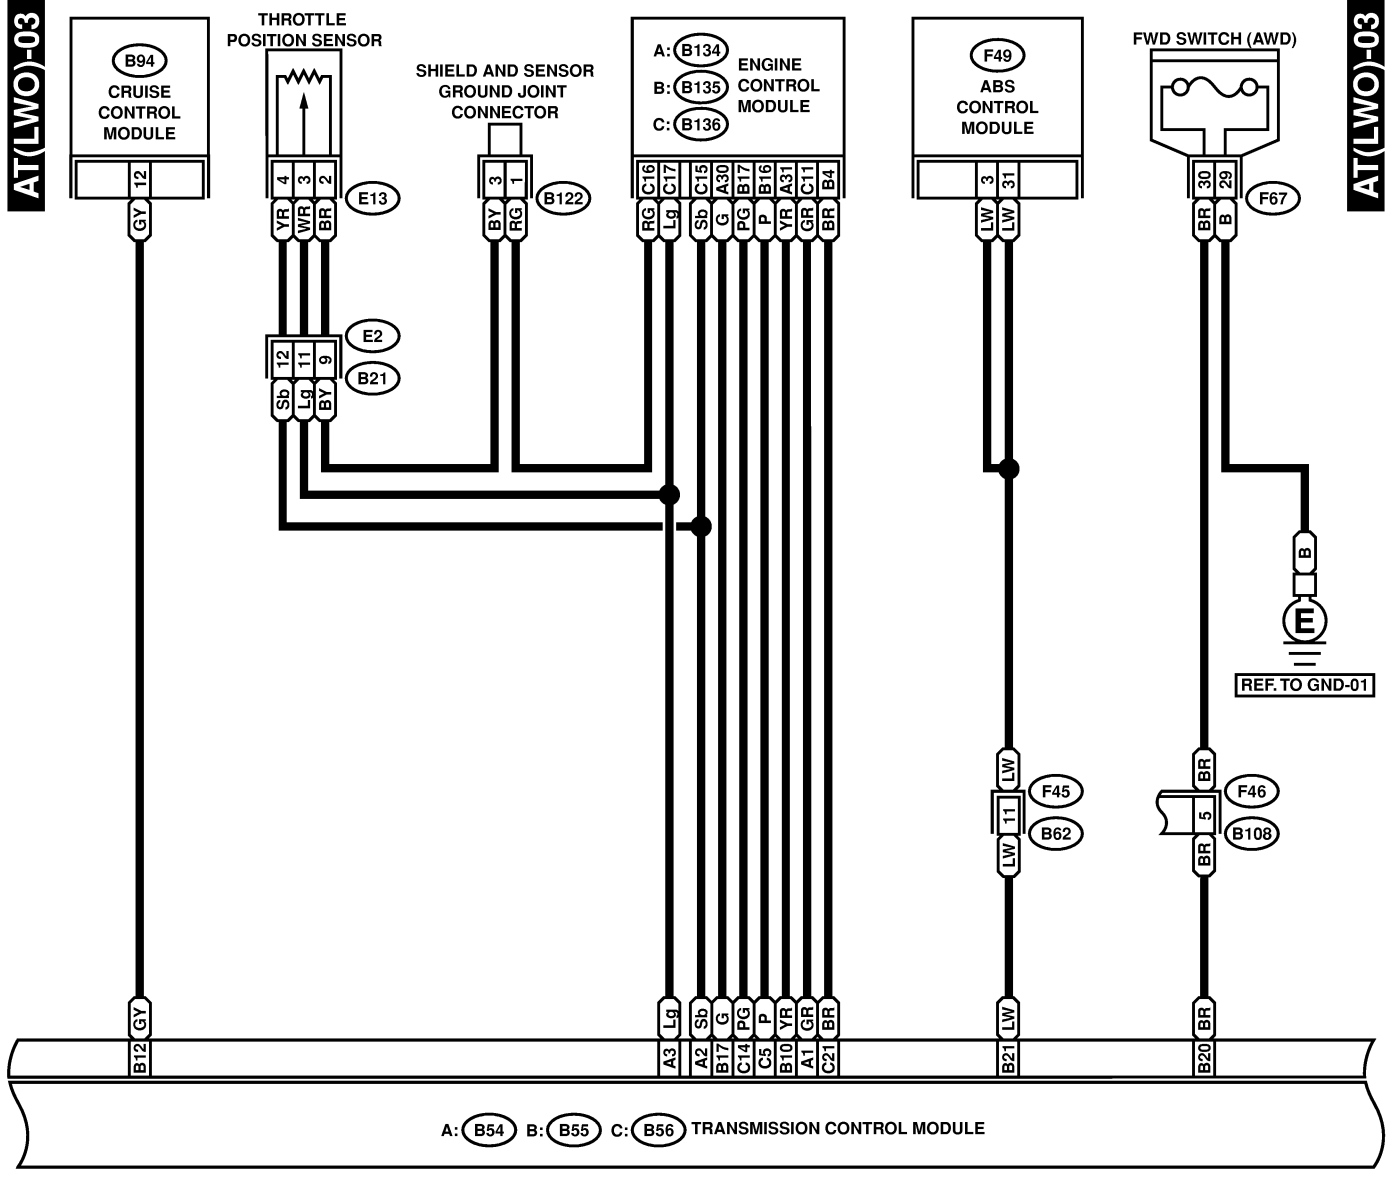 AT(LWO)-03
AT(LWO)-03
B94
CRUISE
CONTROL
MODULE
12
GY
THROTTLE
POSITION SENSOR
4 3 2
E13
YR WR BR
E2
12 11 9
B21
Sb Lg BY
SHIELD AND SENSOR
GROUND JOINT
CONNECTOR
3 1
B122
BY RG
A: B134
B: B135
C: B136
ENGINE
CONTROL
MODULE
C16 C17 C15 A30 B17 B16 A31 C11 B4
RG Lg Sb G PG P YR GR BR
F49
ABS
CONTROL
MODULE
3 31
LW LW
FWD SWITCH (AWD)
30 29
F67
BR B
B
E
REF. TO GND-01
LW
F45
11
B62
LW
BR
F46
5
B108
BR
GY Lg Sb G PG P YR GR BR LW BR
B12 A3 A2 B17 C14 C5 B10 A1 C21 B21 B20
A: B54 B: B55 C: B56 TRANSMISSION CONTROL MODULE